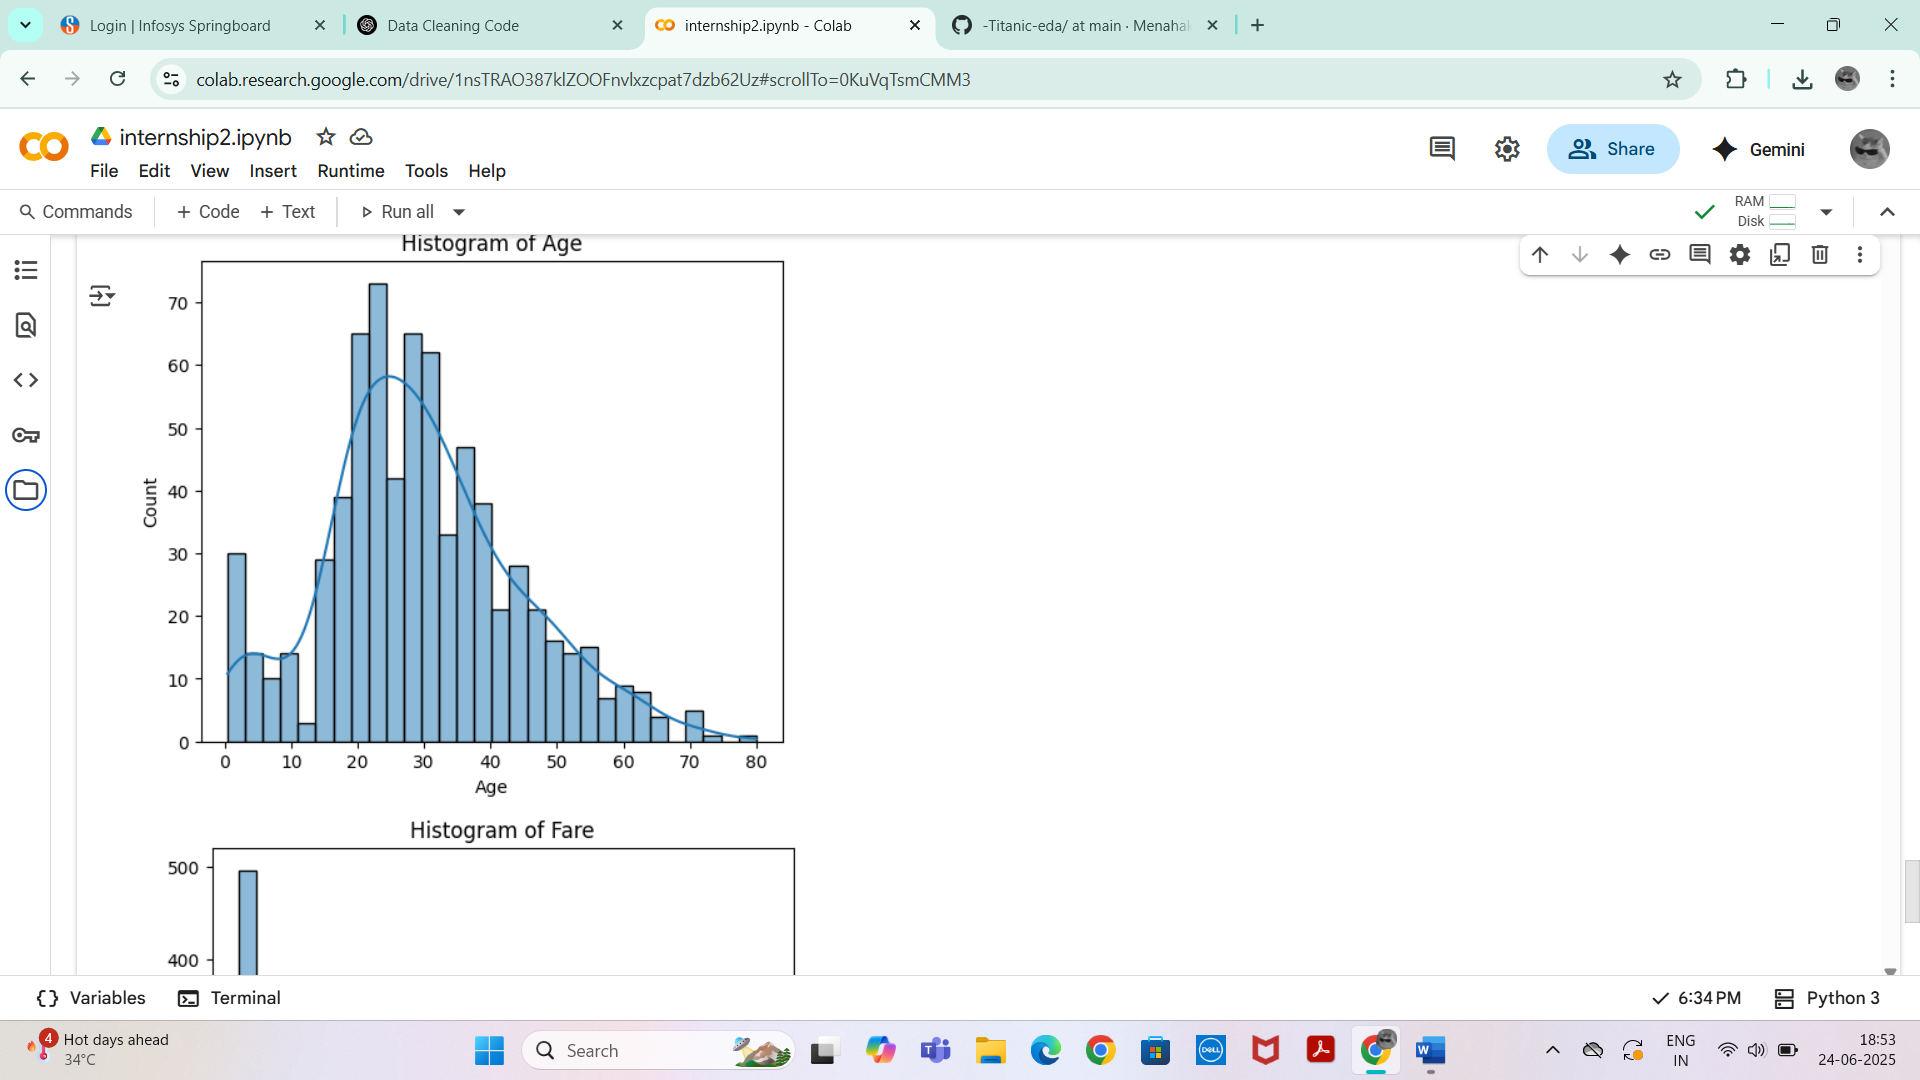 Login | Infosys Springboard
Data Cleaning Code
internship2.ipynb - Colab
-Titanic-eda/ at main · Menaha
colab.research.google.com/drive/1nsTRAO387klZOOFnvlxzcpat7dzb62Uz#scrollTo=0KuVqTsmCMM3
internship2.ipynb
File Edit View Insert Runtime Tools Help
Share
Gemini
Commands + Code + Text Run all
RAM
Disk
Histogram of Age
70
60
50
40
30
20
10
0
Count
0 10 20 30 40 50 60 70 80
Age
Histogram of Fare
500
400
Variables Terminal
6:34 PM Python 3
4
Hot days ahead
34°C
Search
DELL
ENG
IN
18:53
24-06-2025